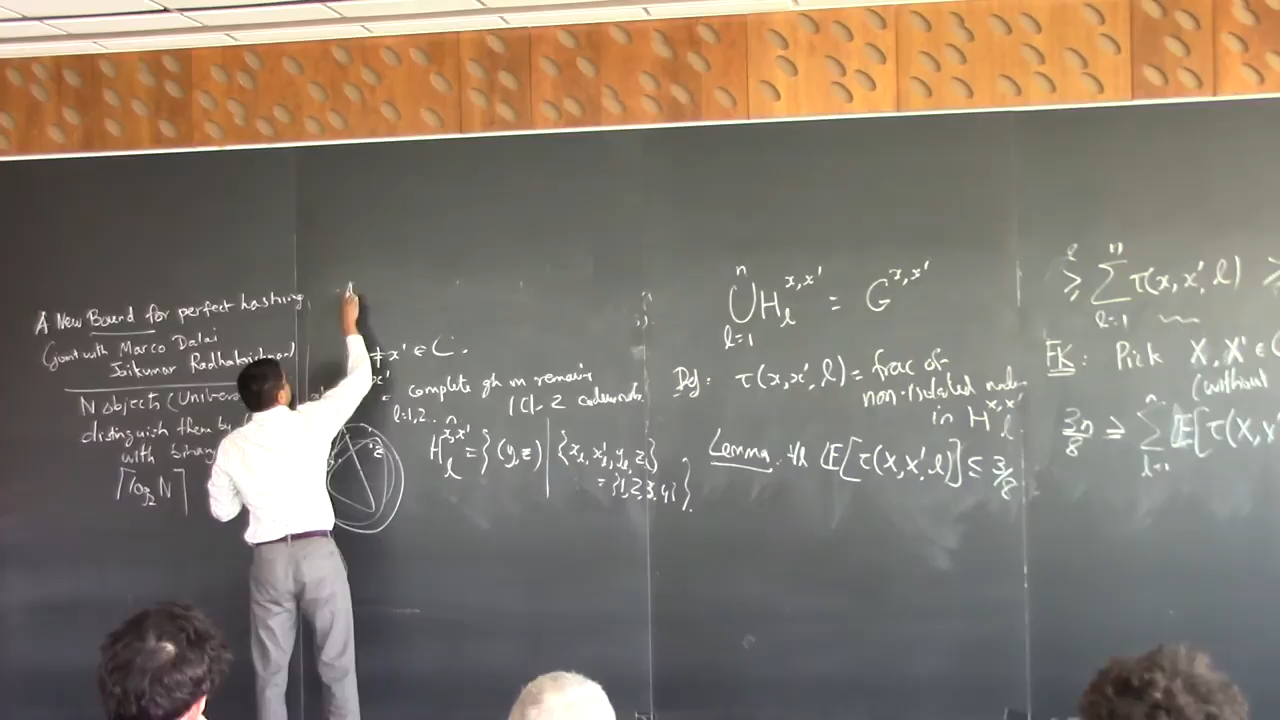 A New Bound for perfect hashing
(Joint with Marco Dalai
Jaikumar Radhakrishnan)
N objects (Univers
distinguish them by
with binary
⌈log₂ N⌉
≠ x' ∈ C.
= complete gh on remain
|C|-2 codewords
l=1,2.. n
H_l^{x,x'} = {(y,z) | {x_l, x'_l, y_l, z_l}
= {1,2,3,4}}.
⋃_{l=1}^{n} H_l^{x,x'} = G^{x,x'}
Def: τ(x,x',l) = frac of
non-isolated nodes
in H_l^{x,x'}
Lemma: ∀l E[τ(X,X',l)] ≤ 3/8
≥ Σ_{l=1}^{n} τ(x,x',l) ≥
FK: Pick X, X' ∈
(without
3n/8 ≥ Σ_{l=1}^{n} E[τ(X,X'